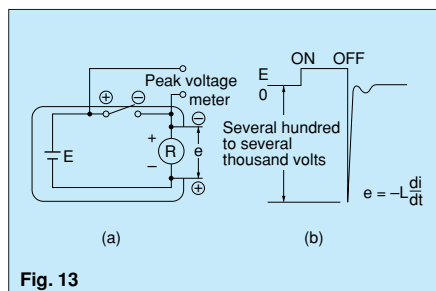 ⊕ ⊖
Peak voltage
meter
⊖
+
E
R
e
–
⊕
(a)
ON OFF
E
0
Several hundred
to several
thousand volts
e = –L di/dt
(b)
Fig. 13